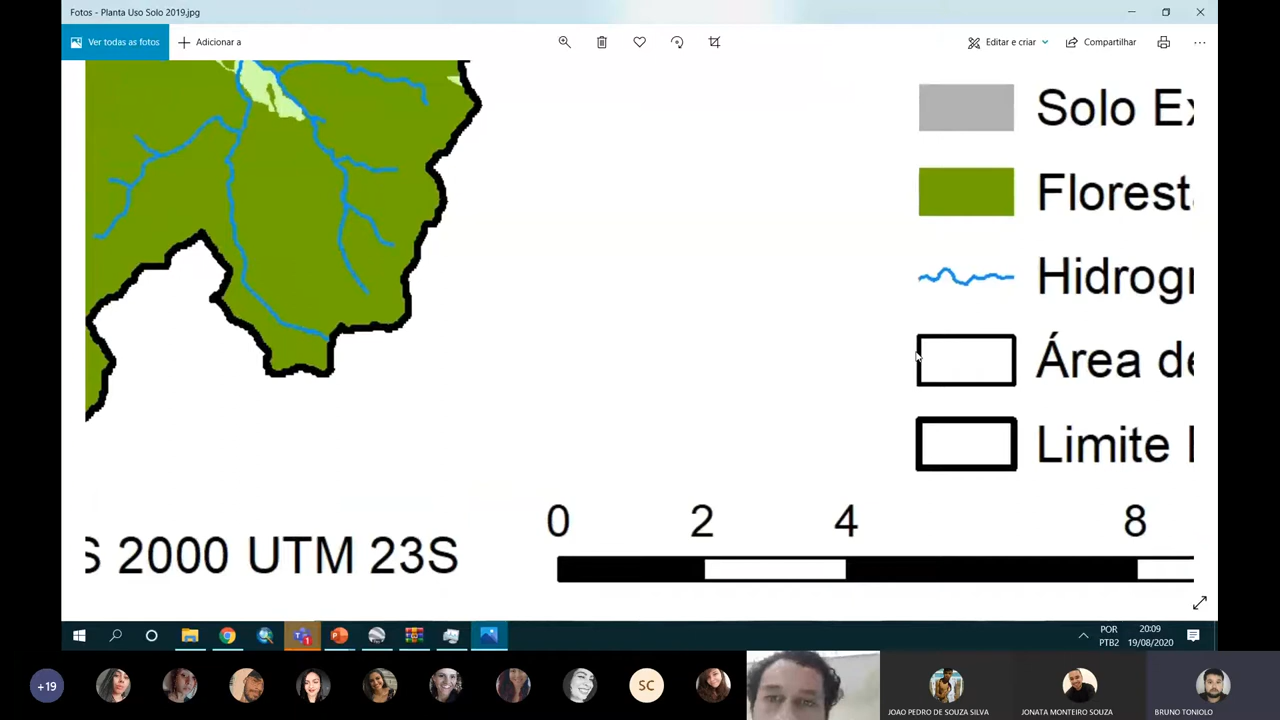 Fotos - Planta Uso Solo 2019.jpg
Ver todas as fotos
Adicionar a
Editar e criar
Compartilhar
Solo Ex
Florest
Hidrogr
Área de
Limite
0 2 4 8
S 2000 UTM 23S
POR
PTB2
20:09
19/08/2020
1
+19
SC
JOAO PEDRO DE SOUZA SILVA
JONATA MONTEIRO SOUZA
BRUNO TONIOLO